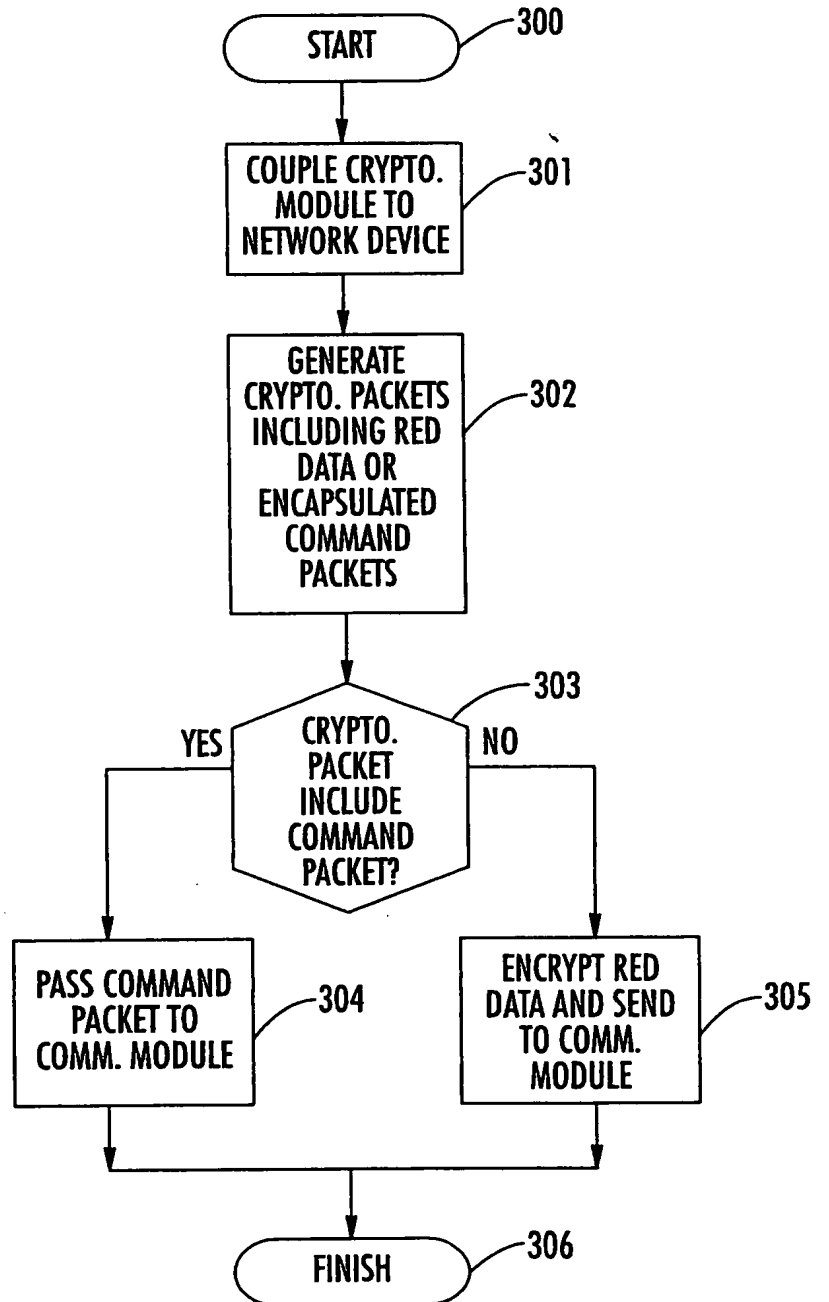 START
300
COUPLE CRYPTO.
MODULE TO
NETWORK DEVICE
301
GENERATE
CRYPTO. PACKETS
INCLUDING RED
DATA OR
ENCAPSULATED
COMMAND
PACKETS
302
303
CRYPTO.
PACKET
INCLUDE
COMMAND
PACKET?
YES
NO
PASS COMMAND
PACKET TO
COMM. MODULE
304
ENCRYPT RED
DATA AND SEND
TO COMM.
MODULE
305
FINISH
306